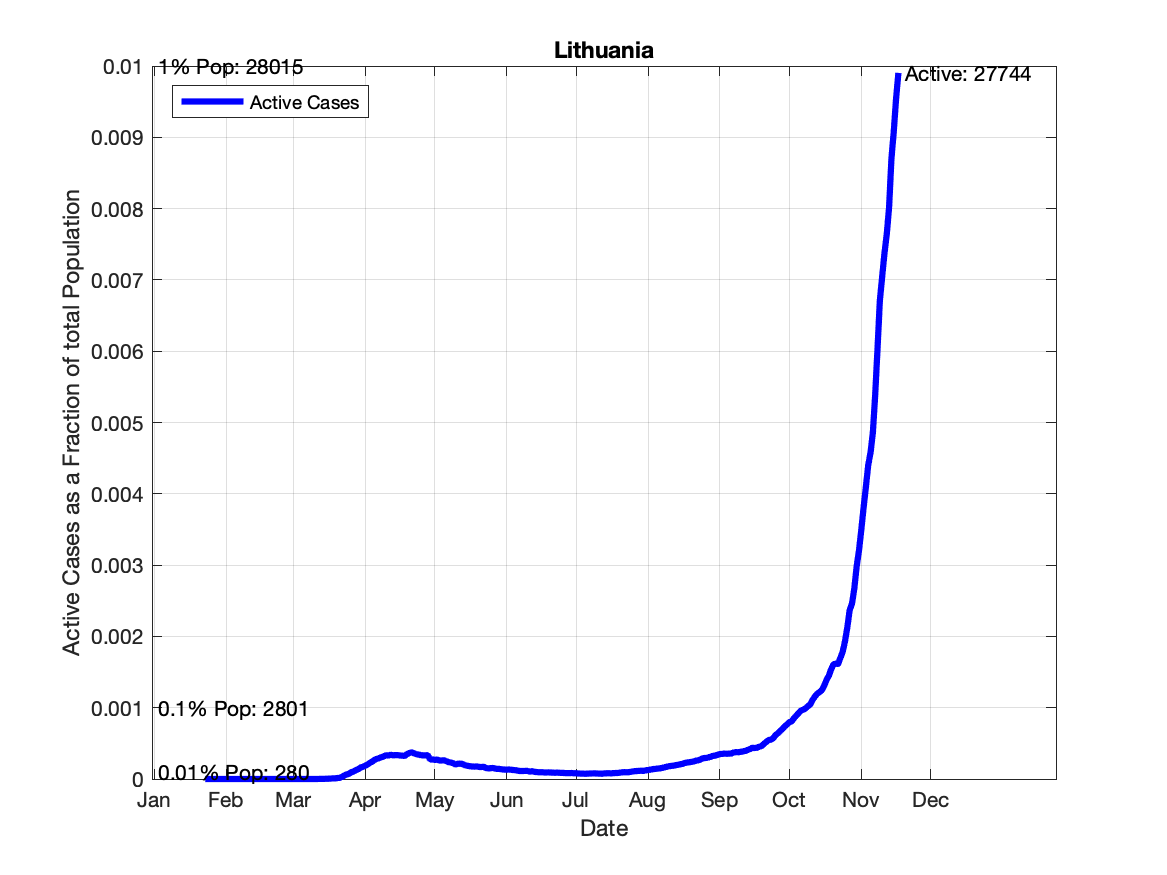 Lithuania
0.01
1% Pop: 28015
Active: 27744
Active Cases
0.009
0.008
0.007
0.006
0.005
0.004
0.003
0.002
0.001
0.1% Pop: 2801
0
0.01% Pop: 280
Active Cases as a Fraction of total Population
Jan Feb Mar Apr May Jun Jul Aug Sep Oct Nov Dec
Date